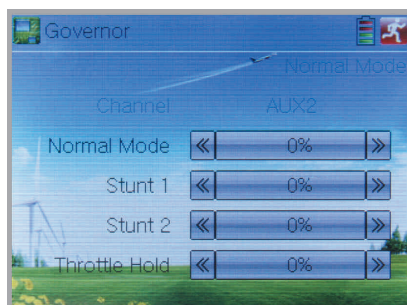 Governor
Normal Mode
Channel AUX2
Normal Mode 0%
Stunt 1 0%
Stunt 2 0%
Throttle Hold 0%